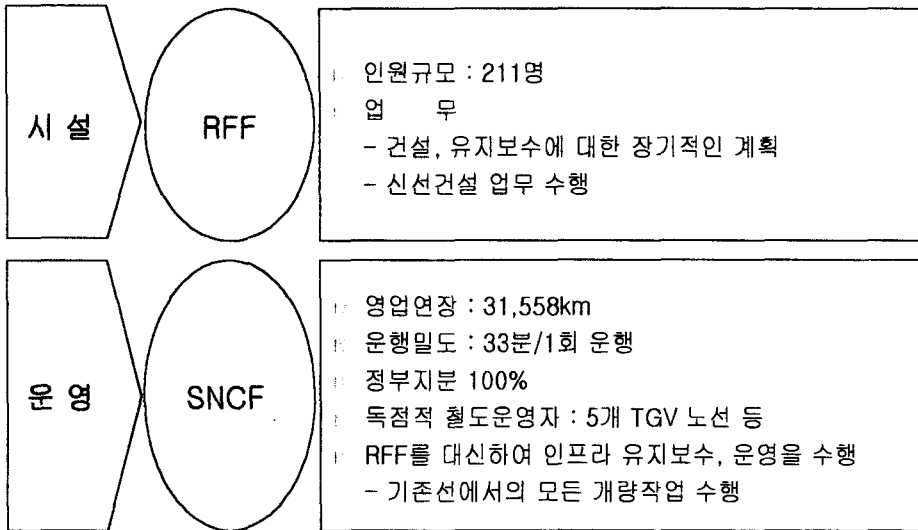 시 설
RFF
인원규모 : 211명
업 무
- 건설, 유지보수에 대한 장기적인 계획
- 신선건설 업무 수행
운 영
SNCF
영업연장 : 31,558km
운행밀도 : 33분/1회 운행
정부지분 100%
독점적 철도운영자 : 5개 TGV 노선 등
RFF를 대신하여 인프라 유지보수, 운영을 수행
- 기존선에서의 모든 개량작업 수행